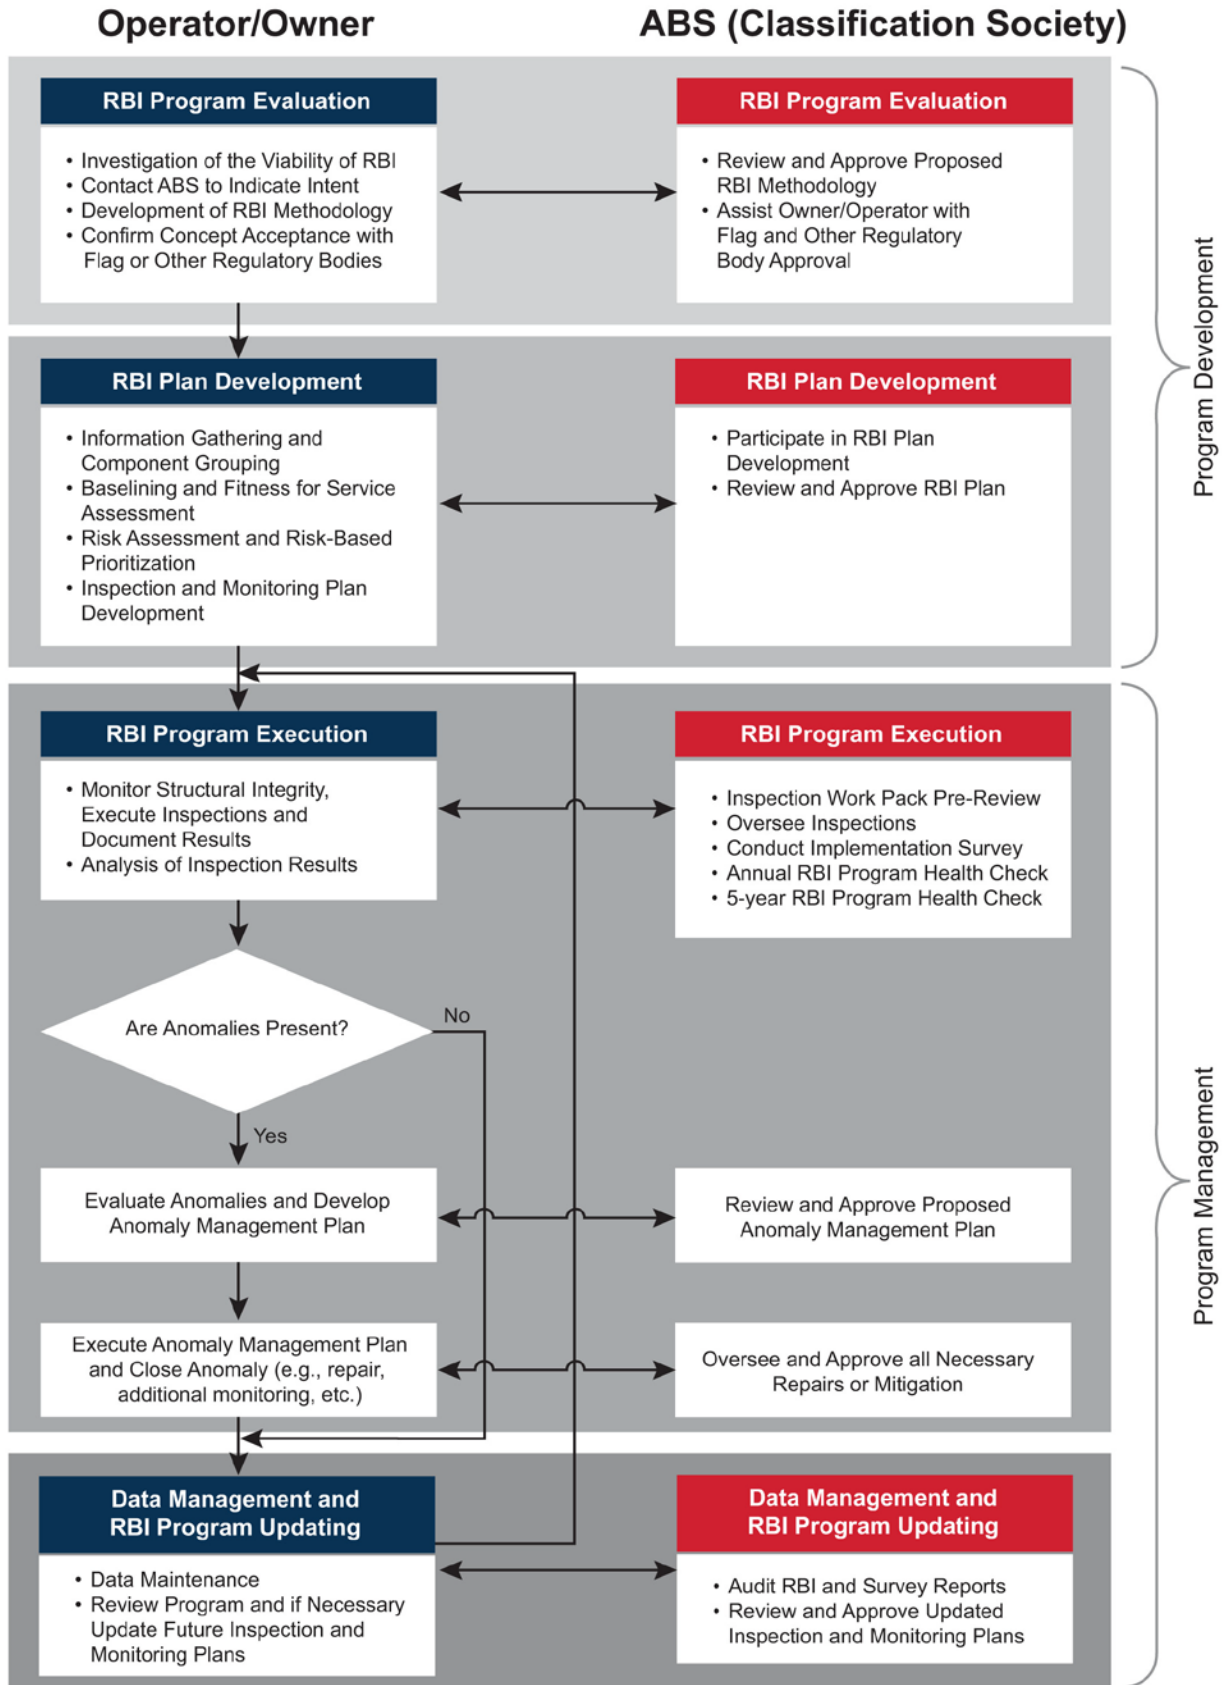 Operator/Owner
ABS (Classification Society)
RBI Program Evaluation
• Investigation of the Viability of RBI
• Contact ABS to Indicate Intent
• Development of RBI Methodology
• Confirm Concept Acceptance with
Flag or Other Regulatory Bodies
RBI Program Evaluation
• Review and Approve Proposed
RBI Methodology
• Assist Owner/Operator with
Flag and Other Regulatory
Body Approval
RBI Plan Development
• Information Gathering and
Component Grouping
• Baselining and Fitness for Service
Assessment
• Risk Assessment and Risk-Based
Prioritization
• Inspection and Monitoring Plan
Development
RBI Plan Development
• Participate in RBI Plan
Development
• Review and Approve RBI Plan
Program Development
RBI Program Execution
• Monitor Structural Integrity,
Execute Inspections and
Document Results
• Analysis of Inspection Results
RBI Program Execution
• Inspection Work Pack Pre-Review
• Oversee Inspections
• Conduct Implementation Survey
• Annual RBI Program Health Check
• 5-year RBI Program Health Check
Are Anomalies Present?
No
Yes
Evaluate Anomalies and Develop
Anomaly Management Plan
Review and Approve Proposed
Anomaly Management Plan
Execute Anomaly Management Plan
and Close Anomaly (e.g., repair,
additional monitoring, etc.)
Oversee and Approve all Necessary
Repairs or Mitigation
Data Management and
RBI Program Updating
• Data Maintenance
• Review Program and if Necessary
Update Future Inspection and
Monitoring Plans
Data Management and
RBI Program Updating
• Audit RBI and Survey Reports
• Review and Approve Updated
Inspection and Monitoring Plans
Program Management